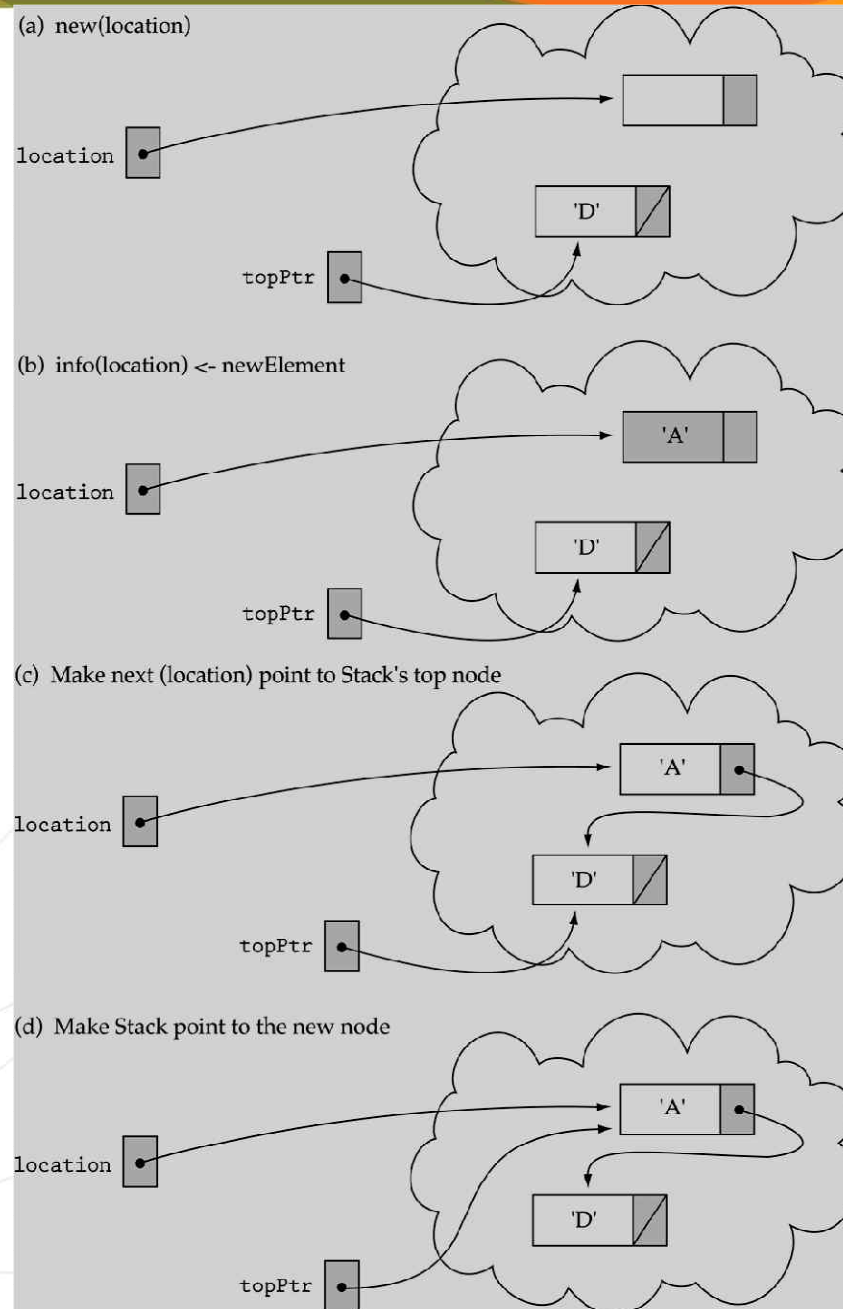 (a) new(location)
location
'D'
topPtr
(b) info(location) <- newElement
'A'
location
'D'
topPtr
(c) Make next (location) point to Stack's top node
'A'
location
'D'
topPtr
(d) Make Stack point to the new node
'A'
location
'D'
topPtr